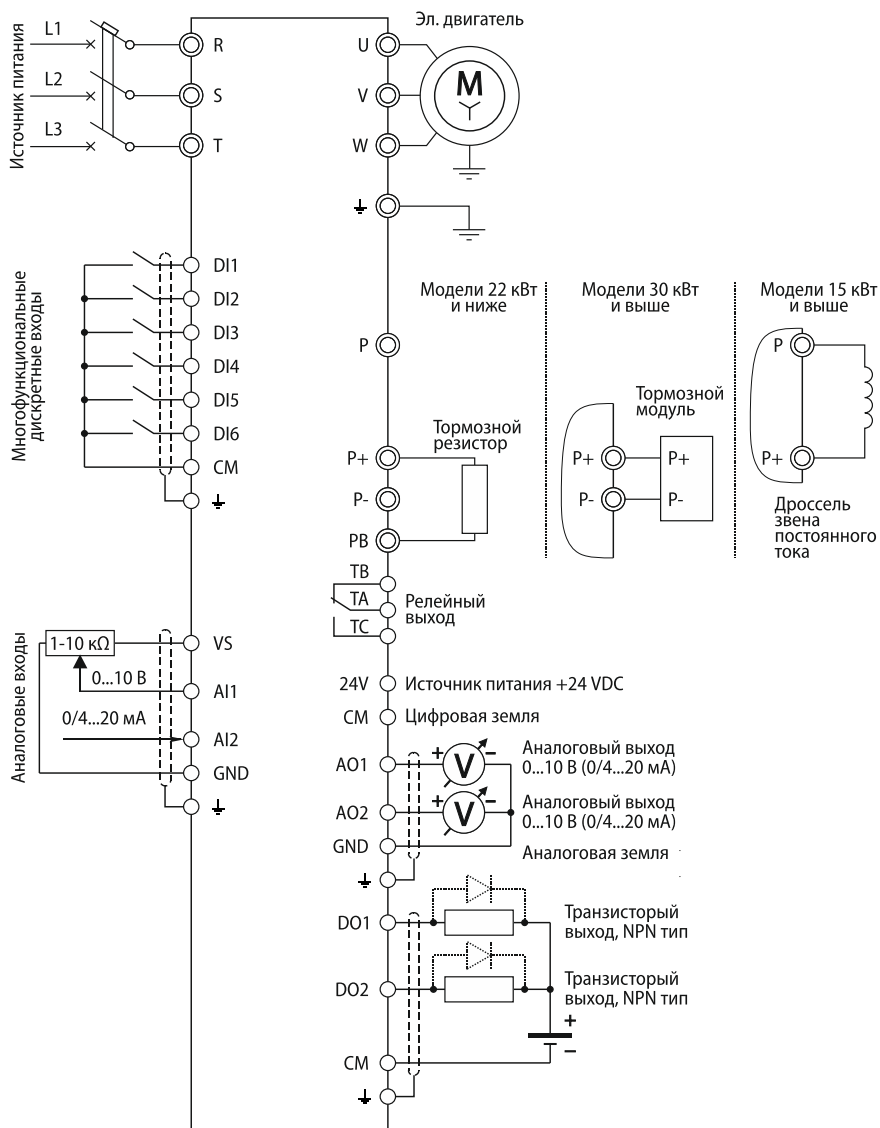 Источник питания
L1
L2
L3
R
S
T
U
V
W
Эл. двигатель
M
Многофункциональные
дискретные входы
DI1
DI2
DI3
DI4
DI5
DI6
CM
Модели 22 кВт
и ниже
Модели 30 кВт
и выше
Модели 15 кВт
и выше
P
P+
P-
PB
Тормозной
резистор
Тормозной
модуль
P+
P-
P+
P-
P
P+
Дроссель
звена
постоянного
тока
TB
TA
TC
Релейный
выход
Аналоговые входы
1-10 кΩ
0...10 В
0/4...20 мА
VS
AI1
AI2
GND
24V
Источник питания +24 VDC
CM
Цифровая земля
AO1
+
V
–
Аналоговый выход
0...10 В (0/4...20 мА)
AO2
+
V
–
Аналоговый выход
0...10 В (0/4...20 мА)
GND
Аналоговая земля
DO1
Транзисторый
выход, NPN тип
DO2
Транзисторый
выход, NPN тип
+
–
CM